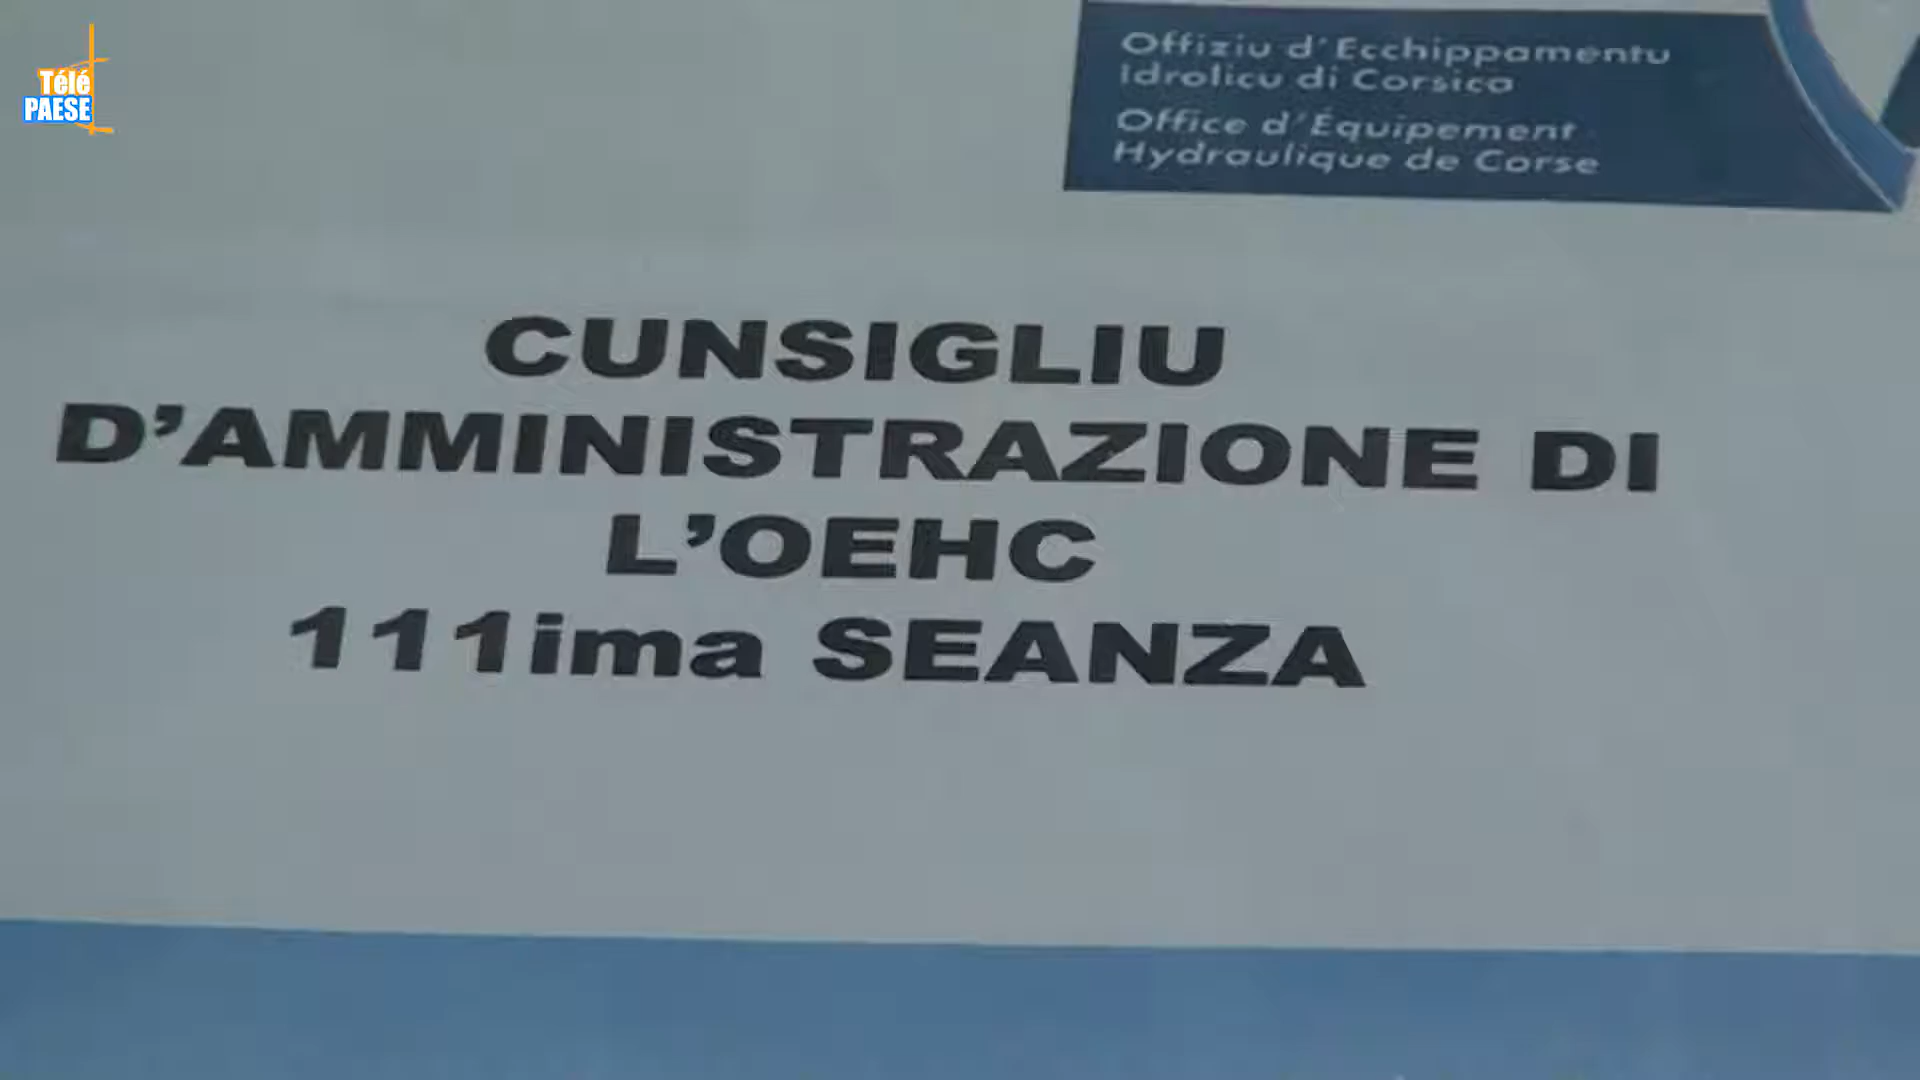 Télé
PAESE
Offiziu d'Ecchippamentu
Idrolicu di Corsica
Office d'Équipement
Hydraulique de Corse
CUNSIGLIU
D'AMMINISTRAZIONE DI
L'OEHC
111ima SEANZA